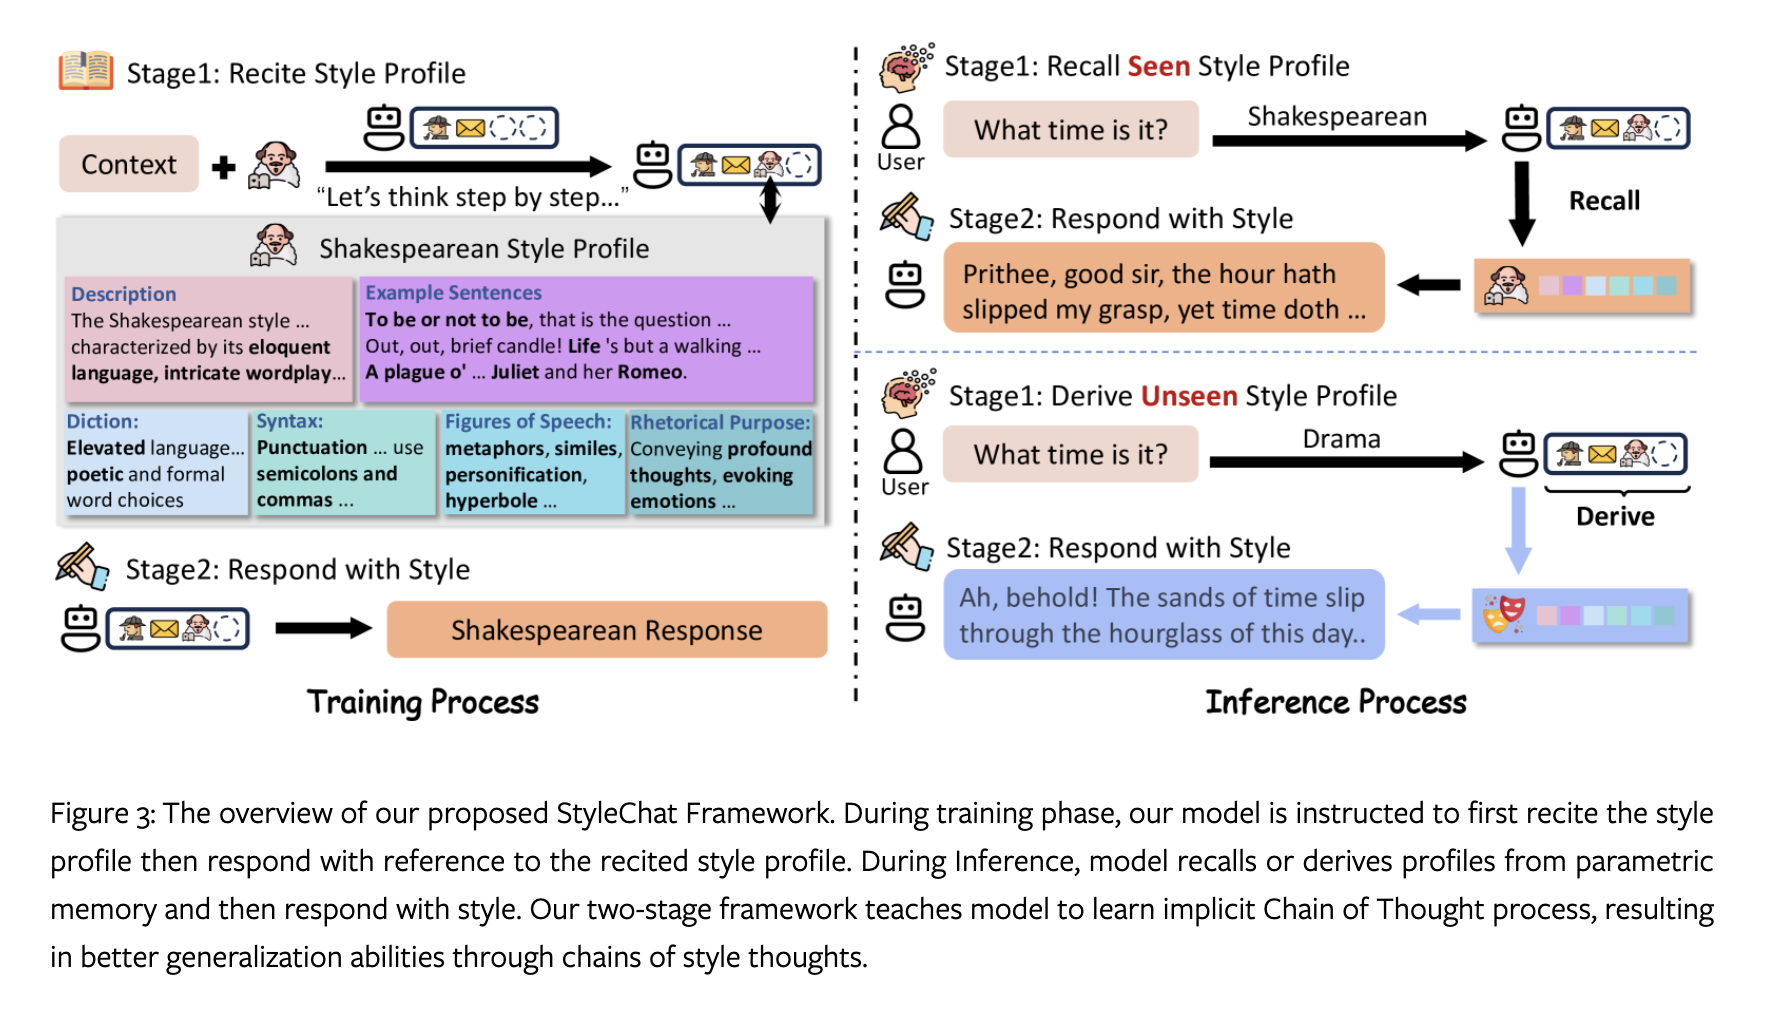 Stage1: Recite Style Profile
Context
“Let’s think step by step...”
Shakespearean Style Profile
Description
The Shakespearean style ...
characterized by its eloquent
language, intricate wordplay...
Example Sentences
To be or not to be, that is the question ...
Out, out, brief candle! Life 's but a walking ...
A plague o' ... Juliet and her Romeo.
Diction:
Elevated language...
poetic and formal
word choices
Syntax:
Punctuation ... use
semicolons and
commas ...
Figures of Speech:
metaphors, similes,
personification,
hyperbole ...
Rhetorical Purpose:
Conveying profound
thoughts, evoking
emotions ...
Stage2: Respond with Style
Shakespearean Response
Training Process
Stage1: Recall Seen Style Profile
User
What time is it?
Shakespearean
Recall
Stage2: Respond with Style
Prithee, good sir, the hour hath
slipped my grasp, yet time doth ...
Stage1: Derive Unseen Style Profile
User
What time is it?
Drama
Derive
Stage2: Respond with Style
Ah, behold! The sands of time slip
through the hourglass of this day..
Inference Process
Figure 3: The overview of our proposed StyleChat Framework. During training phase, our model is instructed to first recite the style
profile then respond with reference to the recited style profile. During Inference, model recalls or derives profiles from parametric
memory and then respond with style. Our two-stage framework teaches model to learn implicit Chain of Thought process, resulting
in better generalization abilities through chains of style thoughts.